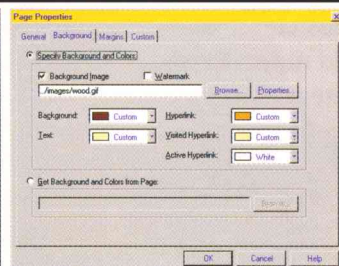 Page Properties
General Background Margins Custom
Specify Background and Colors
Background Image Watermark
../images/wood.gif Browse... Properties...
Background: Custom Hyperlink: Custom
Text: Custom Visited Hyperlink: Custom
Active Hyperlink: White
Get Background and Colors from Page:
OK Cancel Help